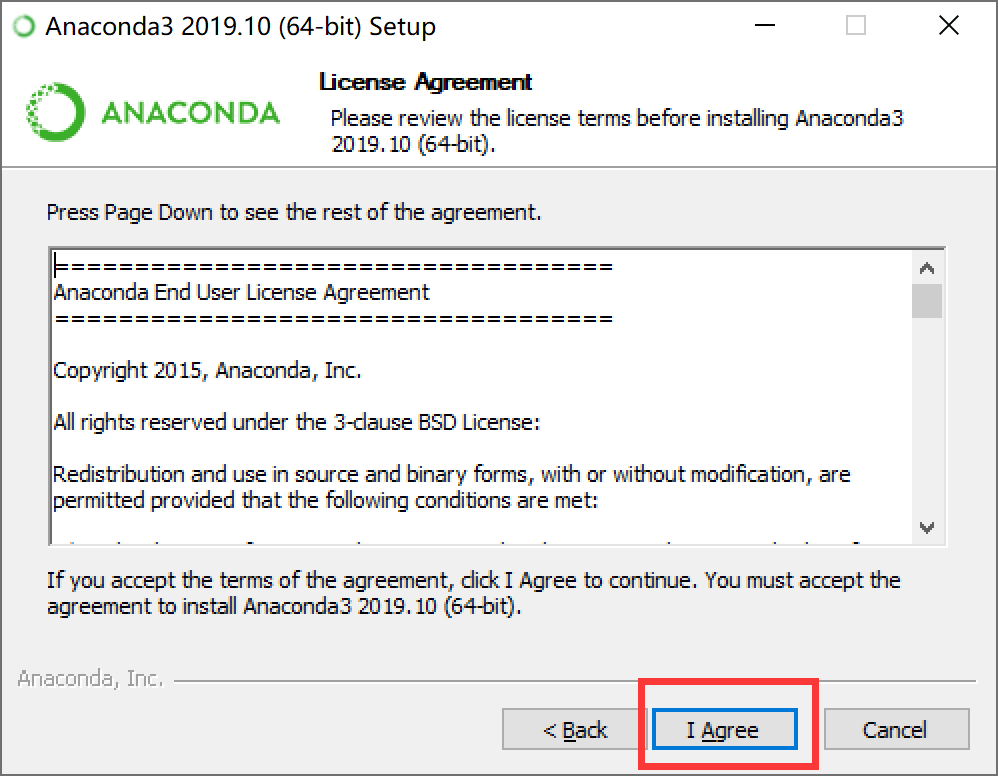 Anaconda3 2019.10 (64-bit) Setup
ANACONDA
License Agreement
Please review the license terms before installing Anaconda3
2019.10 (64-bit).
Press Page Down to see the rest of the agreement.
===================================
Anaconda End User License Agreement
===================================
Copyright 2015, Anaconda, Inc.
All rights reserved under the 3-clause BSD License:
Redistribution and use in source and binary forms, with or without modification, are
permitted provided that the following conditions are met:
If you accept the terms of the agreement, click I Agree to continue. You must accept the
agreement to install Anaconda3 2019.10 (64-bit).
Anaconda, Inc.
< Back
I Agree
Cancel